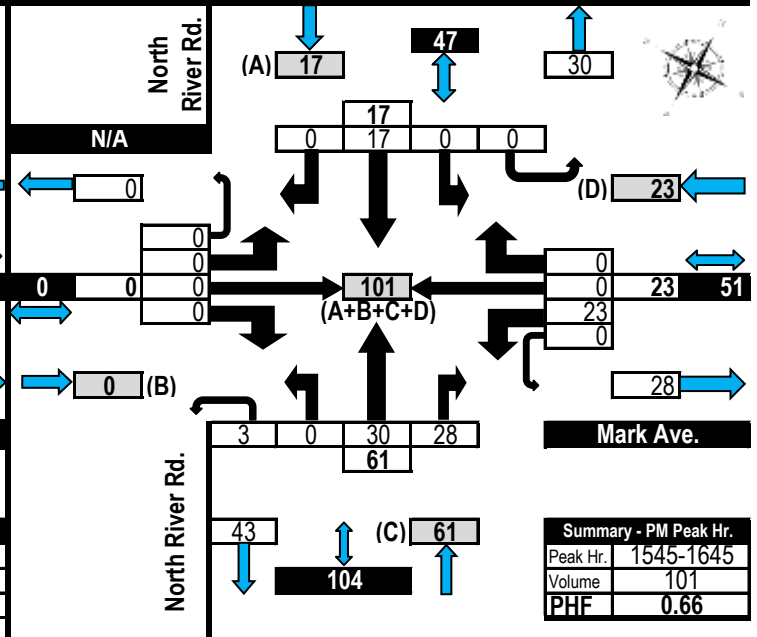 North
River Rd.
(A) 17
47
30
17
N/A
0 17 0 0
0
(D) 23
0
0
0
0
0 0
101
(A+B+C+D)
0
0
23
0
23 51
0 (B)
28
3 0 30 28
61
Mark Ave.
North River Rd.
43
(C) 61
104
Summary - PM Peak Hr.
Peak Hr. 1545-1645
Volume 101
PHF 0.66